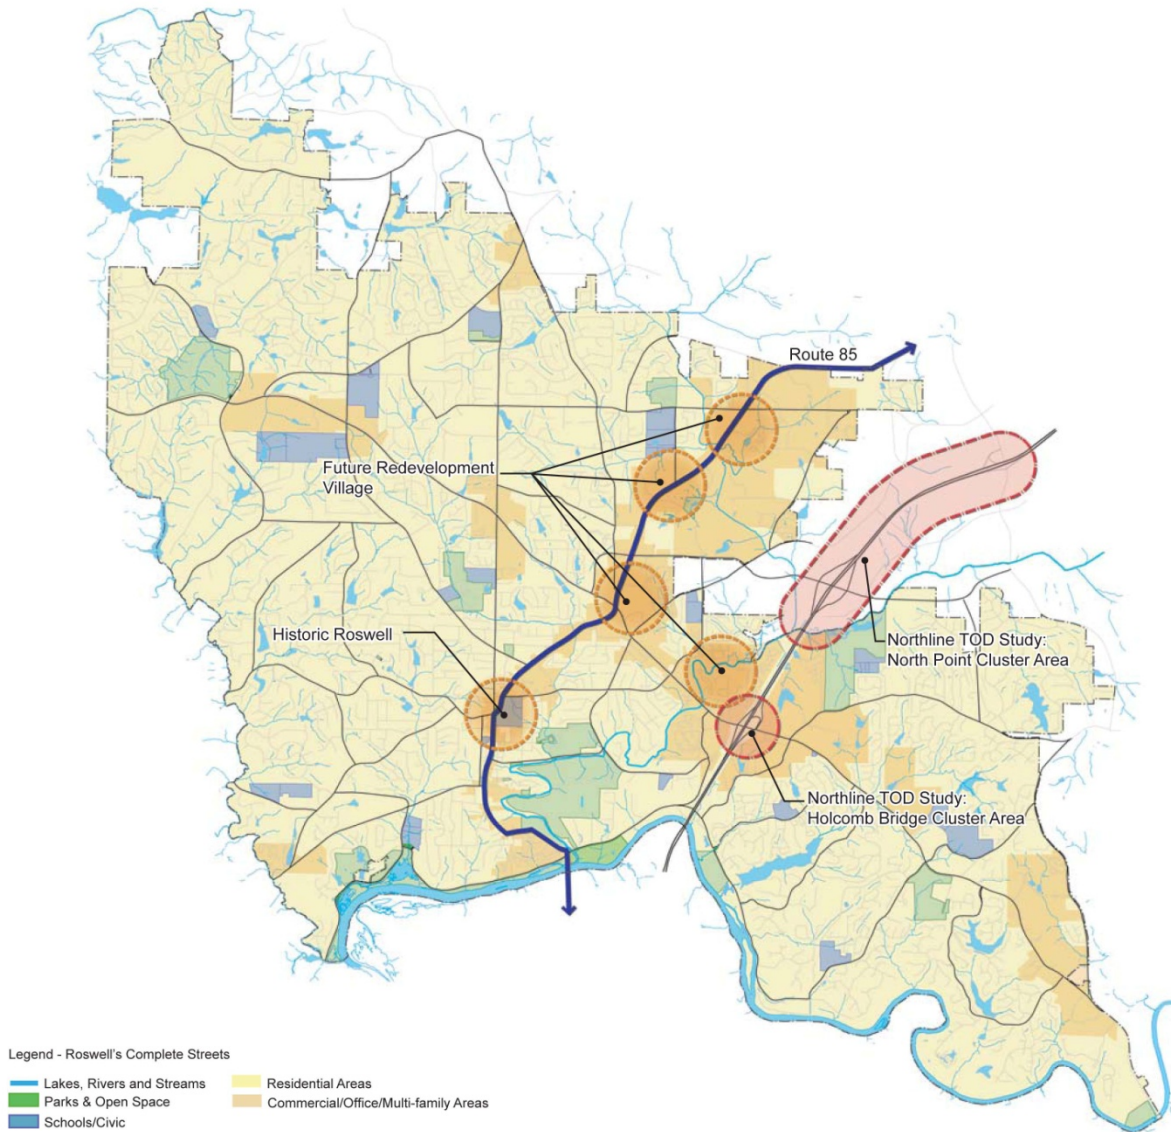 Route 85
Future Redevelopment
Village
Historic Roswell
Northline TOD Study:
North Point Cluster Area
Northline TOD Study:
Holcomb Bridge Cluster Area
Legend - Roswell's Complete Streets
Lakes, Rivers and Streams
Parks & Open Space
Schools/Civic
Residential Areas
Commercial/Office/Multi-family Areas